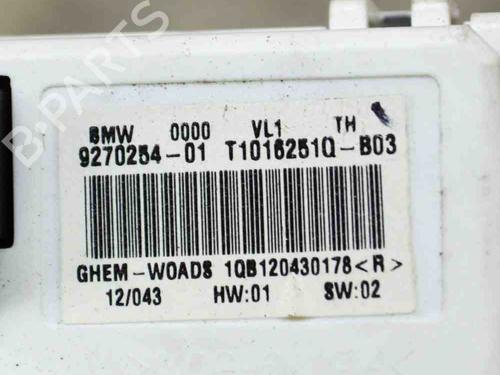 BMW 0000 VL1 TH
9270254-01 T1016251Q-B03
GHEM-WOADS 1QB120430178<R>
12/043 HW:01 SW:02
B-PARTS